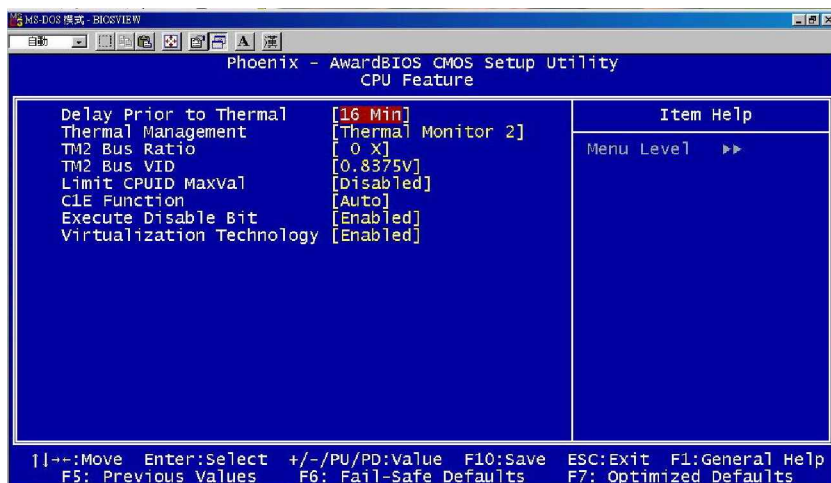 MS-DOS 模式 - BIOSVIEW
自動 A 漢
Phoenix - AwardBIOS CMOS Setup Utility
CPU Feature
Delay Prior to Thermal [16 Min]
Thermal Management [Thermal Monitor 2]
TM2 Bus Ratio [ 0 X]
TM2 Bus VID [0.8375V]
Limit CPUID MaxVal [Disabled]
C1E Function [Auto]
Execute Disable Bit [Enabled]
Virtualization Technology [Enabled]
Item Help
Menu Level ▶▶
↑↓→←:Move Enter:Select +/-/PU/PD:Value F10:Save ESC:Exit F1:General Help
F5: Previous Values F6: Fail-Safe Defaults F7: Optimized Defaults